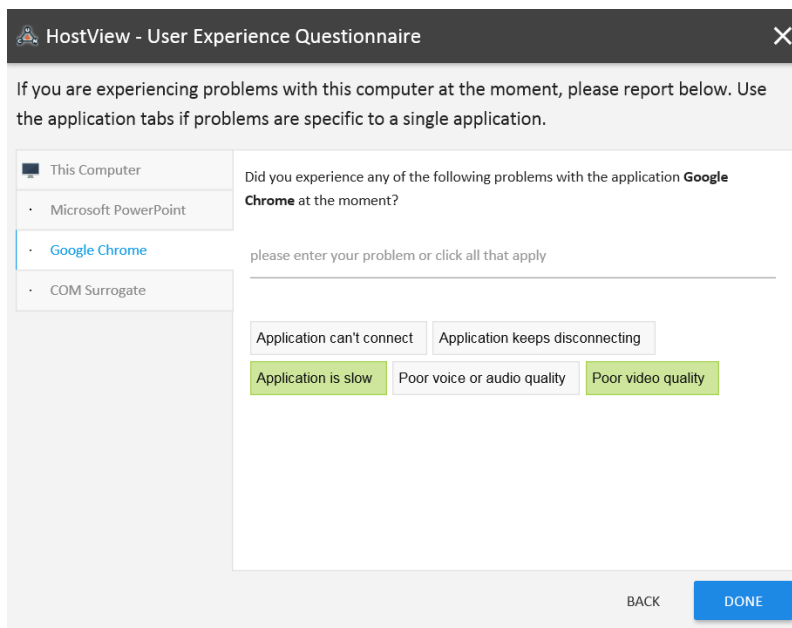 HostView - User Experience Questionnaire
If you are experiencing problems with this computer at the moment, please report below. Use
the application tabs if problems are specific to a single application.
This Computer
· Microsoft PowerPoint
· Google Chrome
· COM Surrogate
Did you experience any of the following problems with the application Google
Chrome at the moment?
please enter your problem or click all that apply
Application can't connect Application keeps disconnecting
Application is slow Poor voice or audio quality Poor video quality
BACK DONE